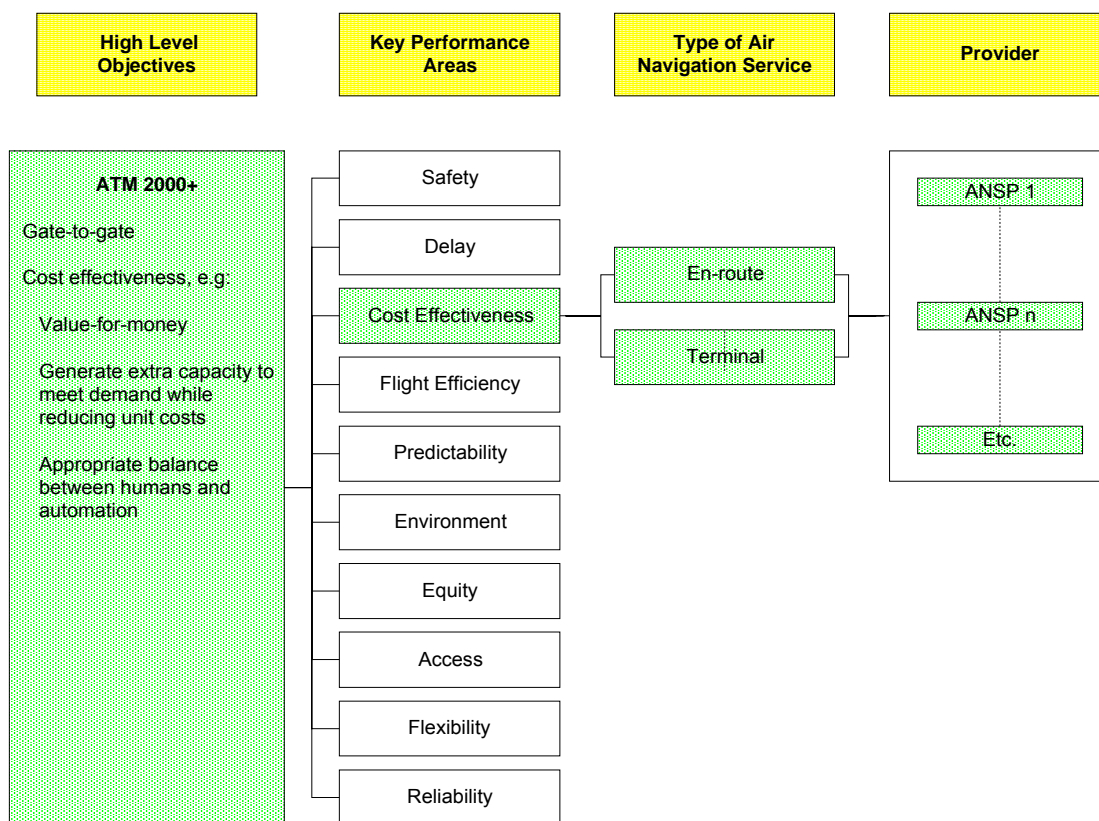 High Level
Objectives
Key Performance
Areas
Type of Air
Navigation Service
Provider
ATM 2000+
Gate-to-gate
Cost effectiveness, e.g:
Value-for-money
Generate extra capacity to
meet demand while
reducing unit costs
Appropriate balance
between humans and
automation
Safety
Delay
Cost Effectiveness
Flight Efficiency
Predictability
Environment
Equity
Access
Flexibility
Reliability
En-route
Terminal
ANSP 1
ANSP n
Etc.